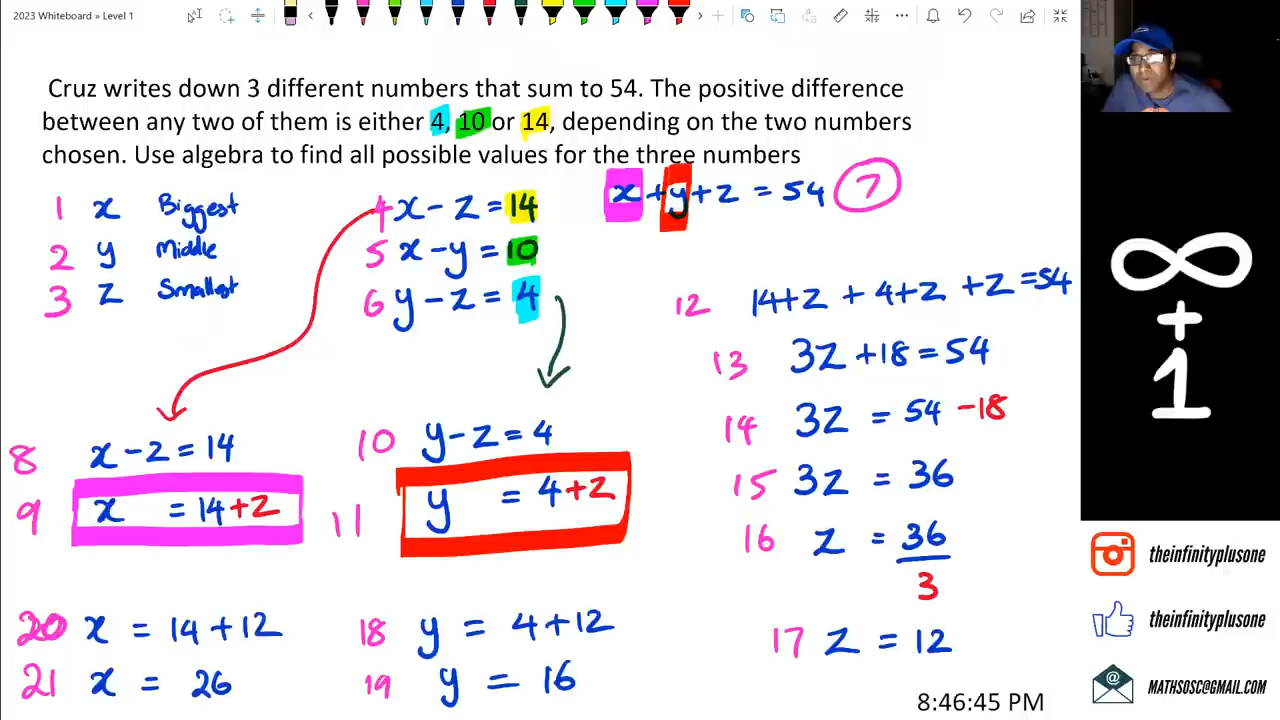 2023 Whiteboard » Level 1
Cruz writes down 3 different numbers that sum to 54. The positive difference
between any two of them is either 4, 10 or 14, depending on the two numbers
chosen. Use algebra to find all possible values for the three numbers
1 x Biggest
2 y Middle
3 z Smallest
4 x - z = 14
5 x - y = 10
6 y - z = 4
x + y + z = 54 7
8 x - z = 14
9 x = 14 + z
10 y - z = 4
11 y = 4 + z
12 14 + z + 4 + z + z = 54
13 3z + 18 = 54
14 3z = 54 - 18
15 3z = 36
16 z = 36
3
17 z = 12
18 y = 4 + 12
19 y = 16
20 x = 14 + 12
21 x = 26
∞
+
1
theinfinityplusone
theinfinityplusone
MATHSOSC@GMAIL.COM
8:46:45 PM